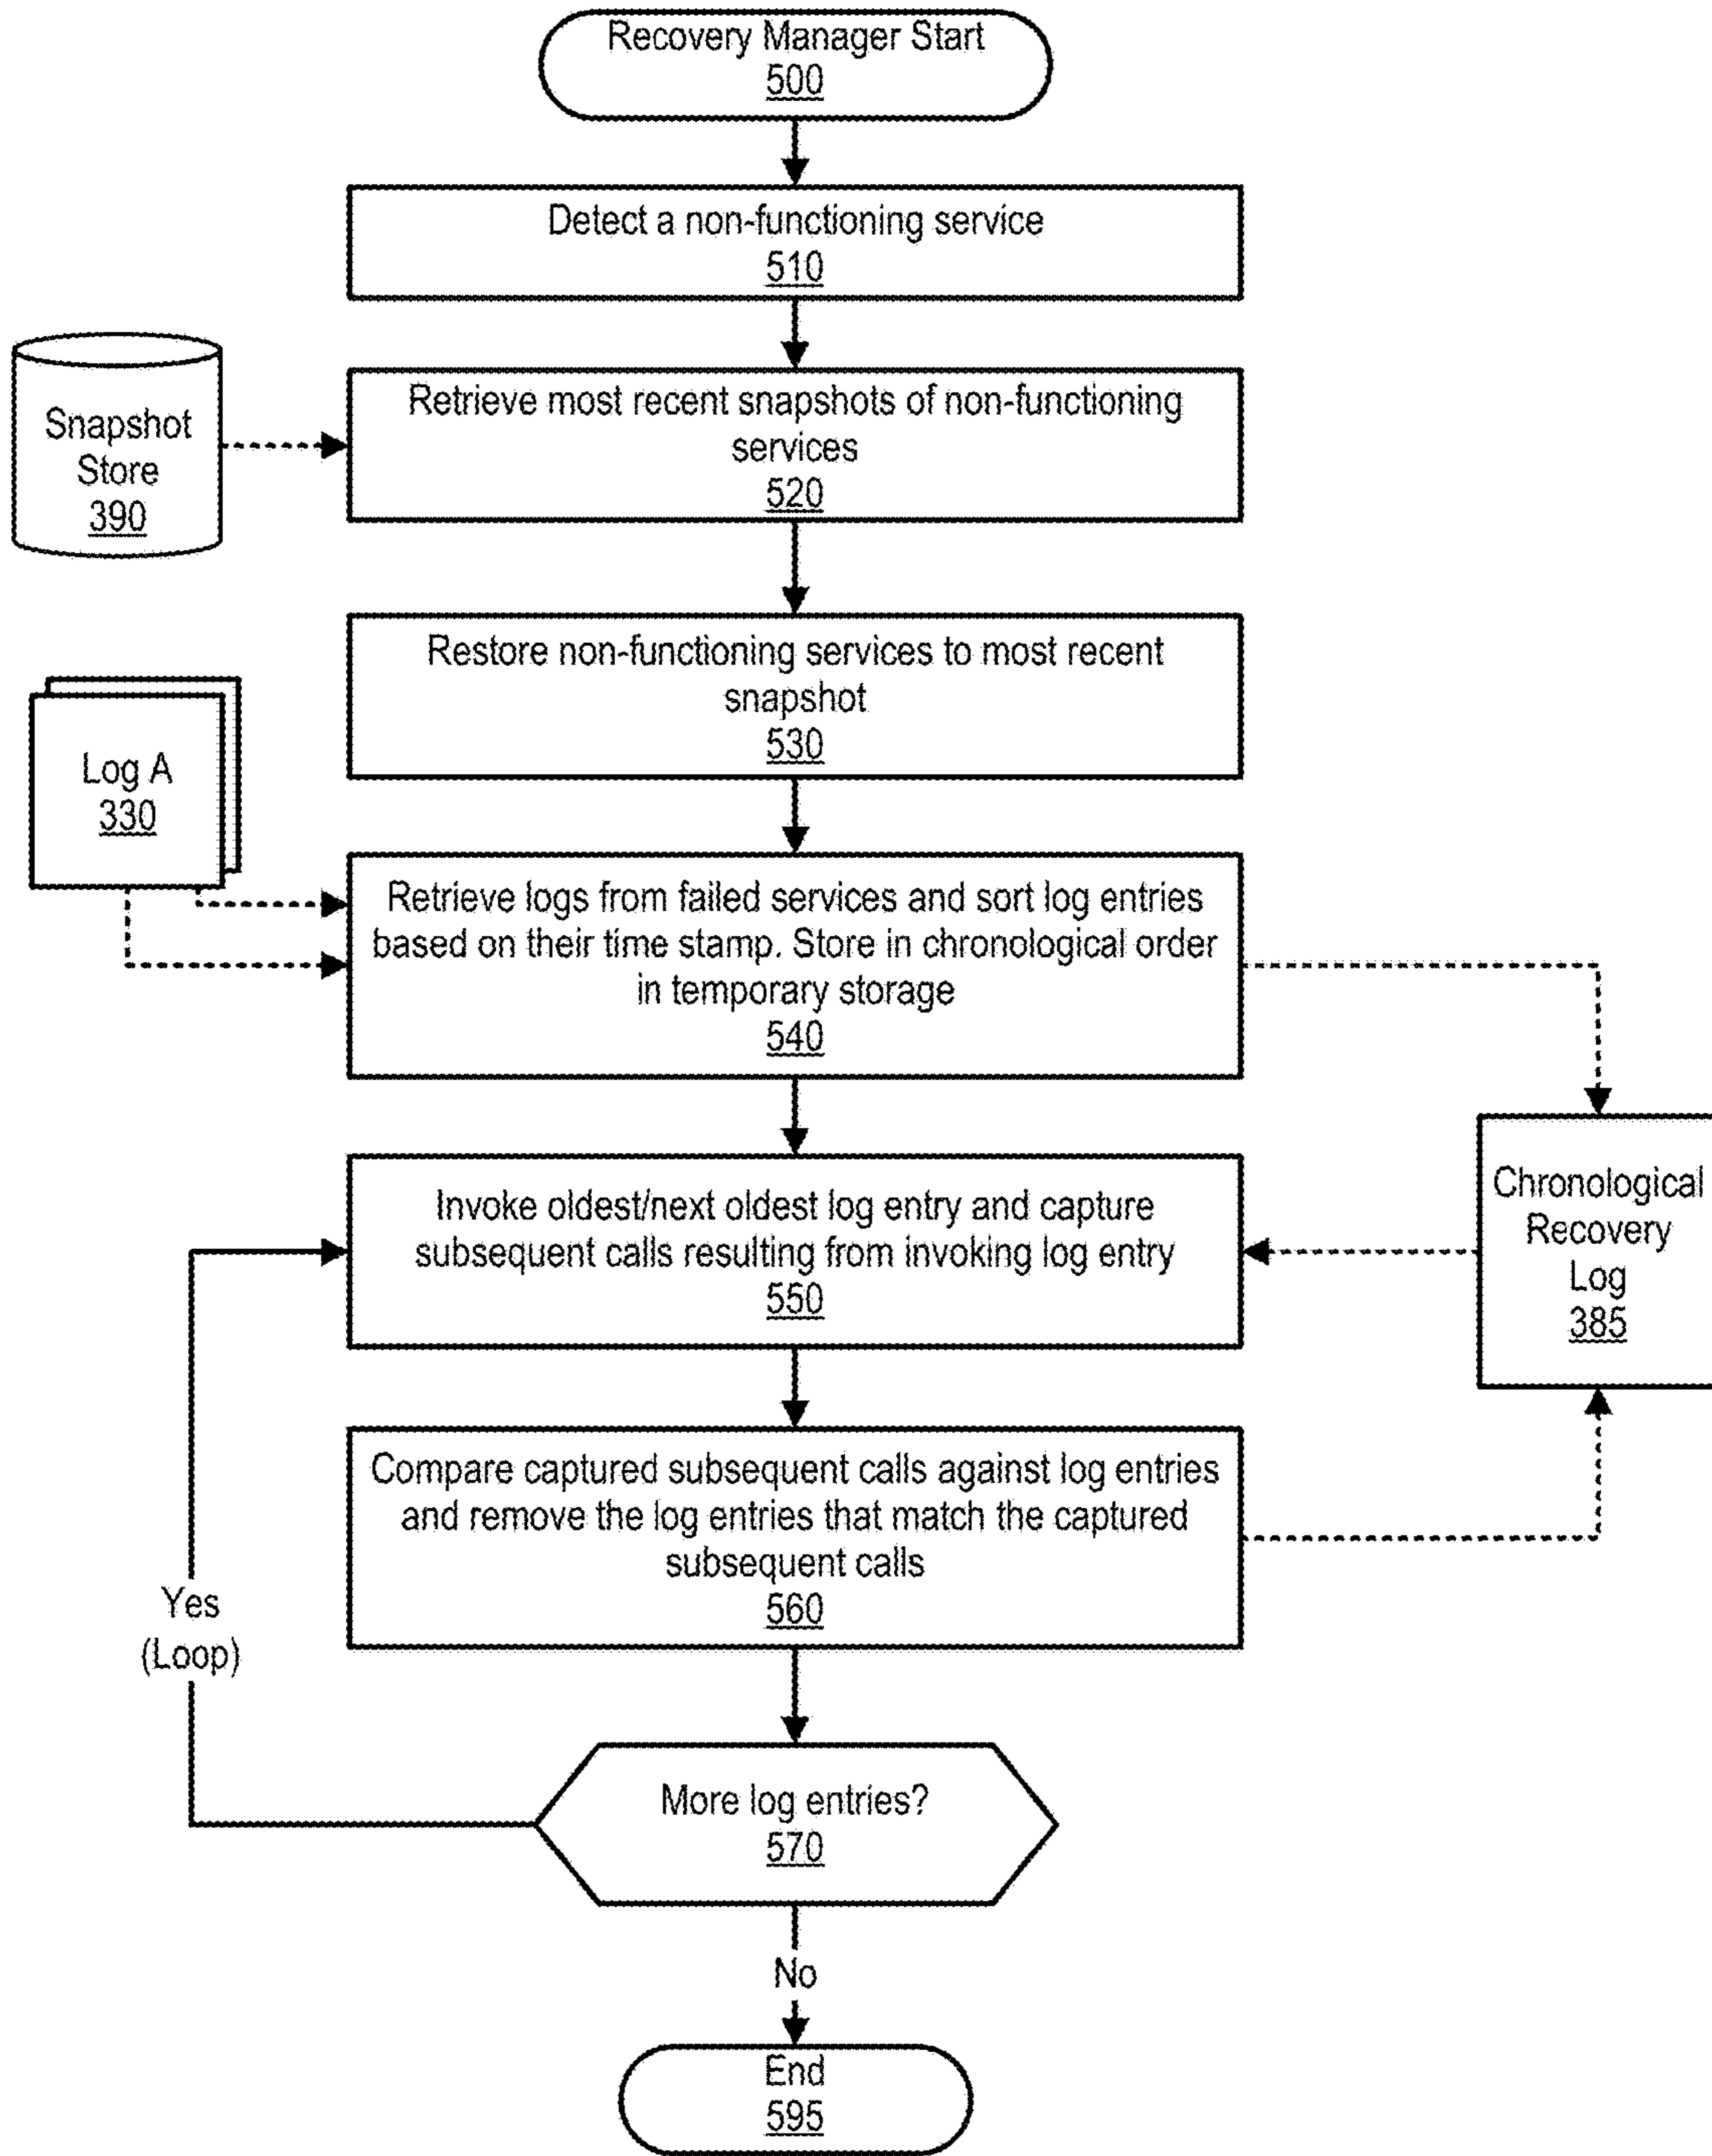 Recovery Manager Start
500
Detect a non-functioning service
510
Snapshot
Store
390
Retrieve most recent snapshots of non-functioning
services
520
Restore non-functioning services to most recent
snapshot
530
Log A
330
Retrieve logs from failed services and sort log entries
based on their time stamp. Store in chronological order
in temporary storage
540
Invoke oldest/next oldest log entry and capture
subsequent calls resulting from invoking log entry
550
Chronological
Recovery
Log
385
Compare captured subsequent calls against log entries
and remove the log entries that match the captured
subsequent calls
560
Yes
(Loop)
More log entries?
570
No
End
595